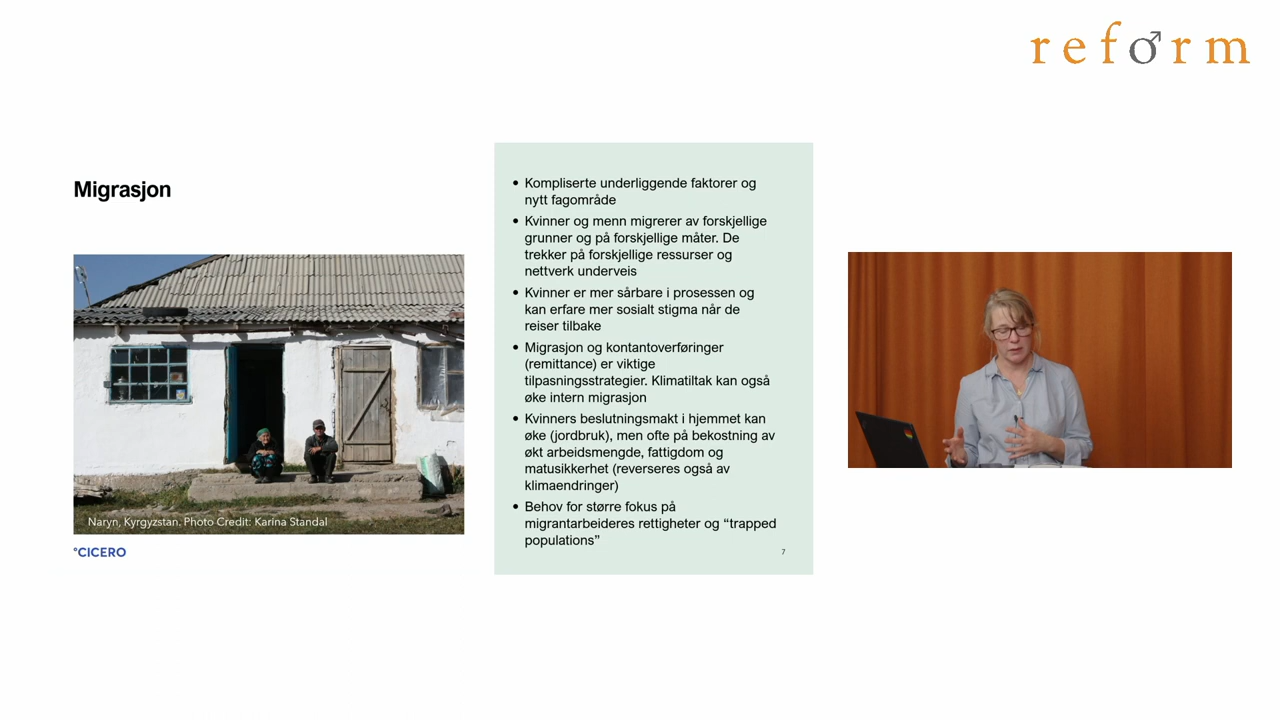 reform
Migrasjon
• Kompliserte underliggende faktorer og
nytt fagområde
• Kvinner og menn migrerer av forskjellige
grunner og på forskjellige måter. De
trekker på forskjellige ressurser og
nettverk underveis
• Kvinner er mer sårbare i prosessen og
kan erfare mer sosialt stigma når de
reiser tilbake
• Migrasjon og kontantoverføringer
(remittance) er viktige
tilpasningsstrategier. Klimatiltak kan også
øke intern migrasjon
• Kvinners beslutningsmakt i hjemmet kan
øke (jordbruk), men ofte på bekostning av
økt arbeidsmengde, fattigdom og
matusikkerhet (reverseres også av
klimaendringer)
• Behov for større fokus på
migrantarbeideres rettigheter og “trapped
populations”
7
Naryn, Kyrgyzstan. Photo Credit: Karina Standal
°CICERO